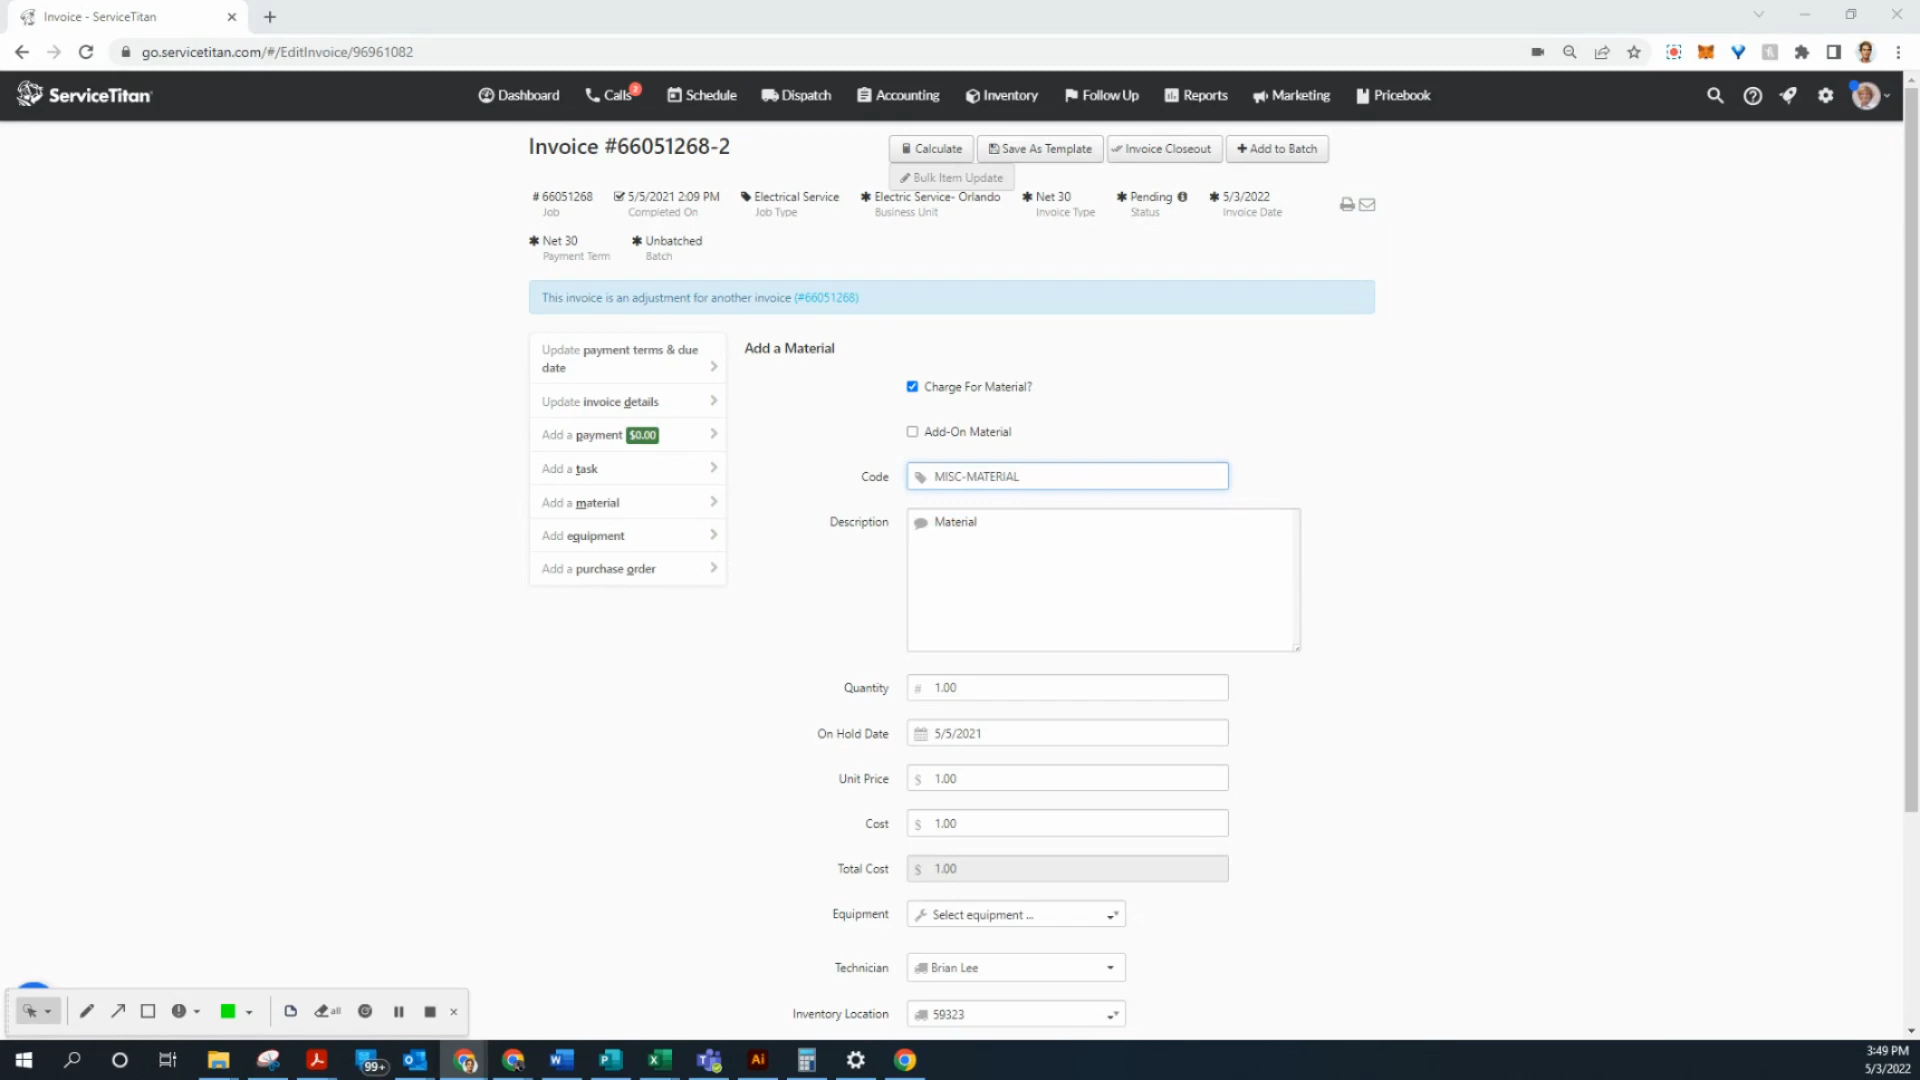 Invoice - ServiceTitan
go.servicetitan.com/#/EditInvoice/96961082
ServiceTitan
Dashboard
Calls 2
Schedule
Dispatch
Accounting
Inventory
Follow Up
Reports
Marketing
Pricebook
Invoice #66051268-2
Calculate
Save As Template
Invoice Closeout
Add to Batch
Bulk Item Update
# 66051268 5/5/2021 2:09 PM Electrical Service Electric Service- Orlando Net 30 Pending 5/3/2022
Job Completed On Job Type Business Unit Invoice Type Status Invoice Date
Net 30 Unbatched
Payment Term Batch
This invoice is an adjustment for another invoice (#66051268)
Update payment terms & due
date
Update invoice details
Add a payment $0.00
Add a task
Add a material
Add equipment
Add a purchase order
Add a Material
Charge For Material?
Add-On Material
Code MISC-MATERIAL
Description Material
Quantity # 1.00
On Hold Date 5/5/2021
Unit Price $ 1.00
Cost $ 1.00
Total Cost $ 1.00
Equipment Select equipment ...
Technician Brian Lee
Inventory Location 59323
all
99+
Ai
3:49 PM
5/3/2022